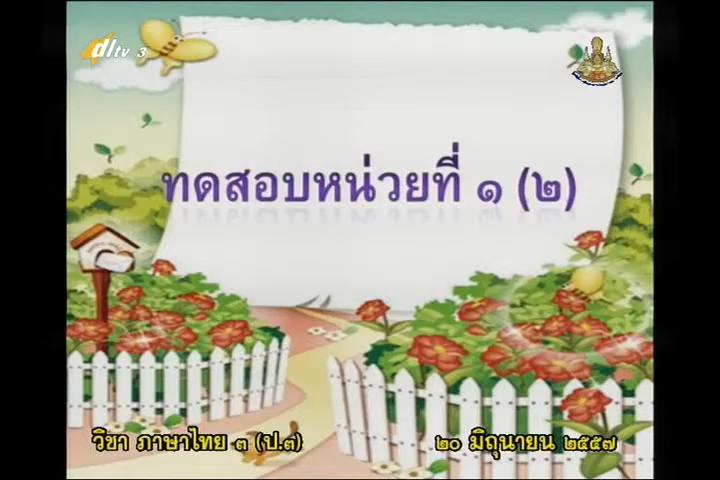 dltv 3
ทดสอบหน่วยที่ ๑ (๒)
วิขา ภาษาไทย ๓ (ป.๓)
๒๐ มิถุนายน ๒๕๕๗